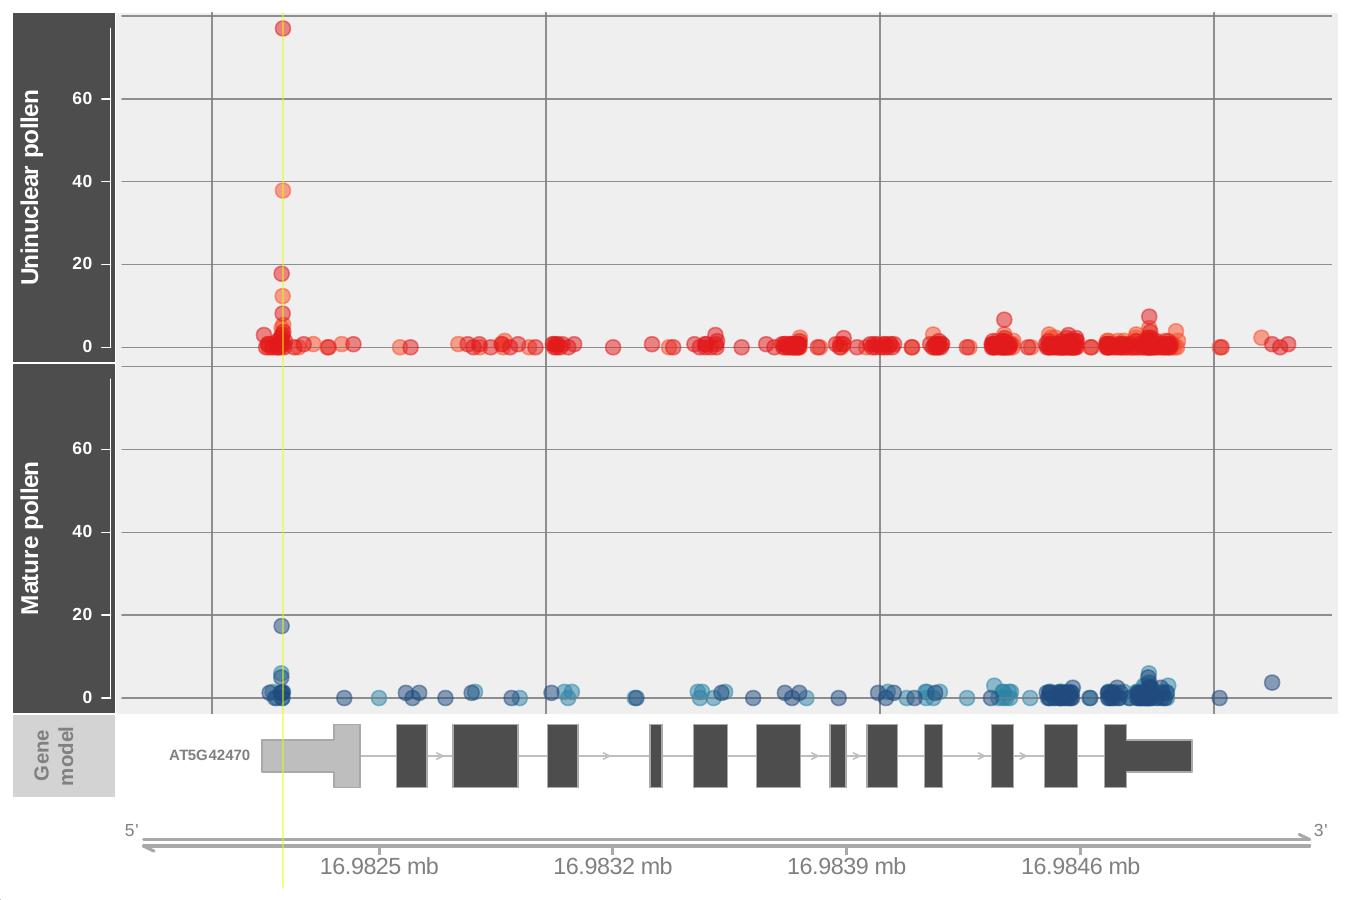 Uninuclear pollen
60
40
20
0
Mature pollen
60
40
20
0
Gene
model
AT5G42470
5'
3'
16.9825 mb
16.9832 mb
16.9839 mb
16.9846 mb